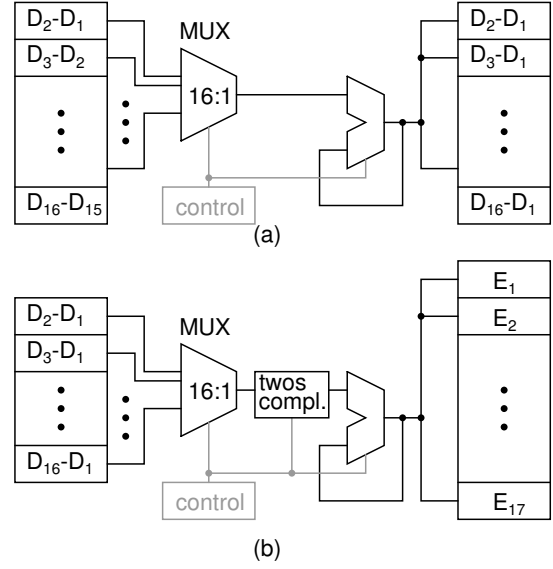 D₂-D₁
D₃-D₂
D₁₆-D₁₅
MUX
16:1
control
D₂-D₁
D₃-D₁
D₁₆-D₁
(a)
D₂-D₁
D₃-D₁
D₁₆-D₁
MUX
16:1
twos
compl.
control
E₁
E₂
E₁₇
(b)